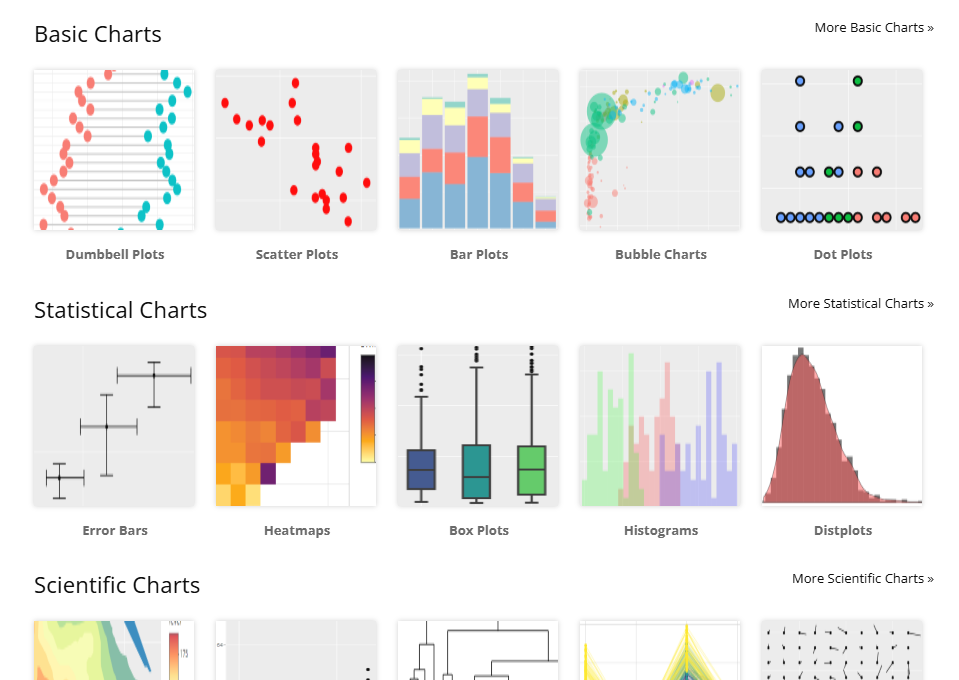 Basic Charts
More Basic Charts »
Dumbbell Plots
Scatter Plots
Bar Plots
Bubble Charts
Dot Plots
Statistical Charts
More Statistical Charts »
Error Bars
Heatmaps
Box Plots
Histograms
Distplots
Scientific Charts
More Scientific Charts »
175